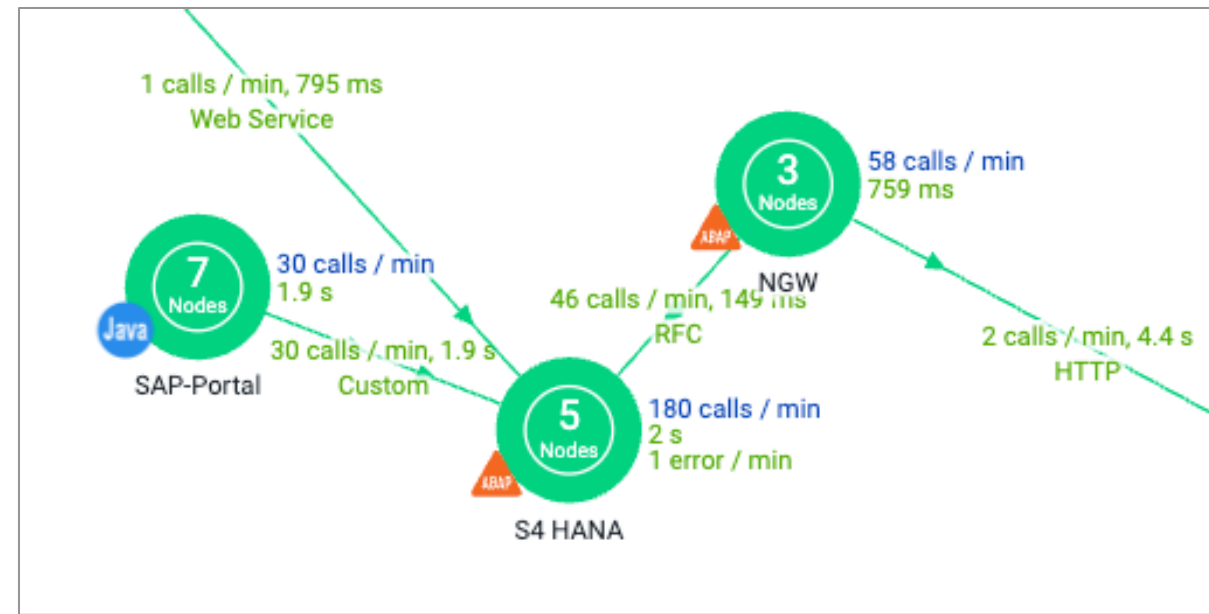 1 calls / min, 795 ms
Web Service
3
Nodes
58 calls / min
759 ms
ABAP
NGW
7
Nodes
30 calls / min
1.9 s
Java
SAP-Portal
46 calls / min, 149 ms
RFC
30 calls / min, 1.9 s
Custom
2 calls / min, 4.4 s
HTTP
5
Nodes
180 calls / min
2 s
1 error / min
ABAP
S4 HANA